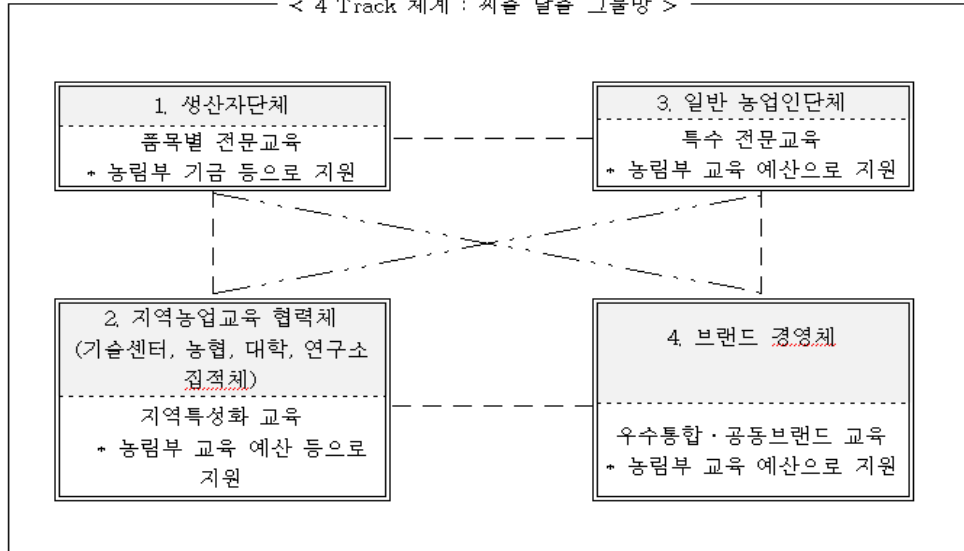 < 4 Track 체계 : 씨줄 날줄 그물망 >
1. 생산자단체
품목별 전문교육
* 농림부 기금 등으로 지원
3. 일반 농업인단체
특수 전문교육
* 농림부 교육 예산으로 지원
2. 지역농업교육 협력체
(기술센터, 농협, 대학, 연구소
집적체)
지역특성화 교육
* 농림부 교육 예산 등으로
지원
4. 브랜드 경영체
우수통합·공동브랜드 교육
* 농림부 교육 예산으로 지원